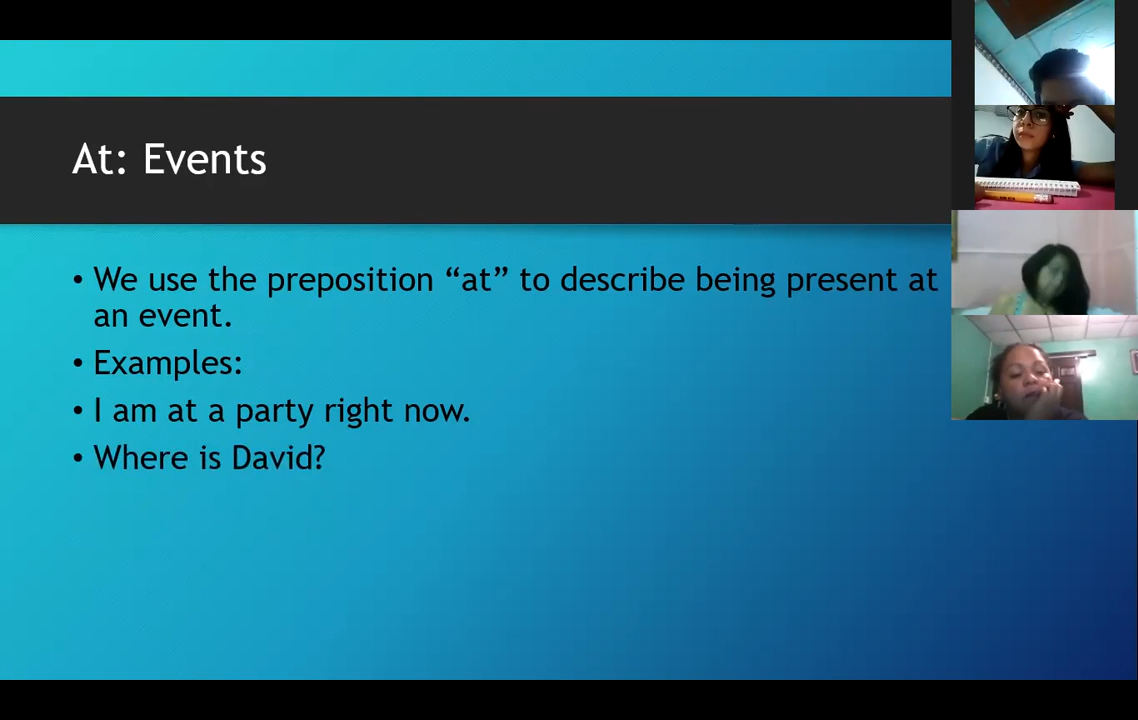 At: Events
• We use the preposition “at” to describe being present at
an event.
• Examples:
• I am at a party right now.
• Where is David?